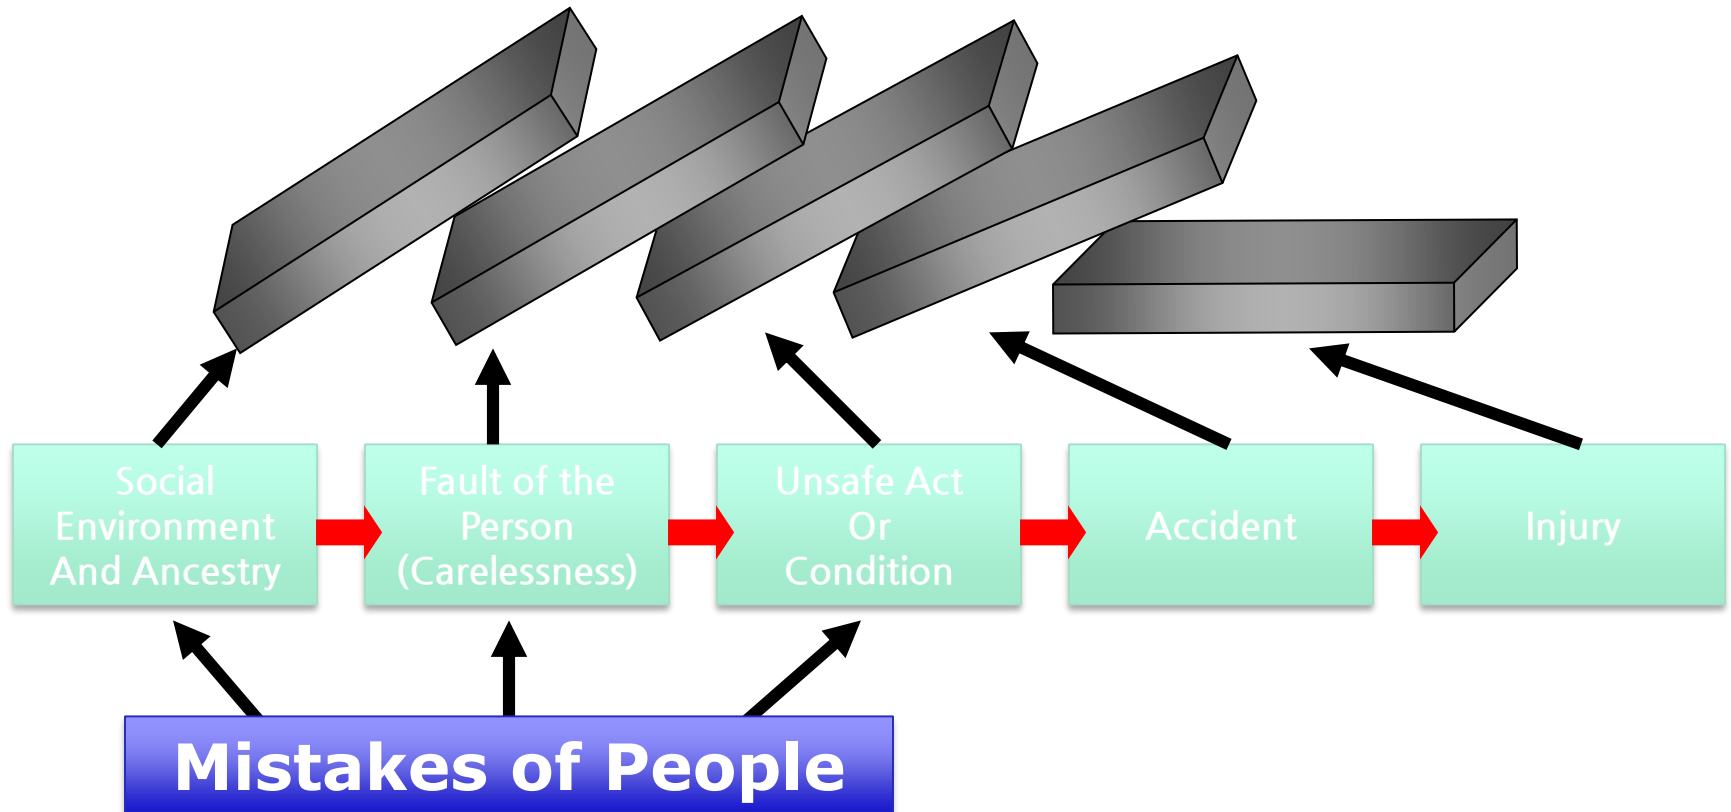 Social
Environment
And Ancestry
Fault of the
Person
(Carelessness)
Unsafe Act
Or
Condition
Accident
Injury
Mistakes of People